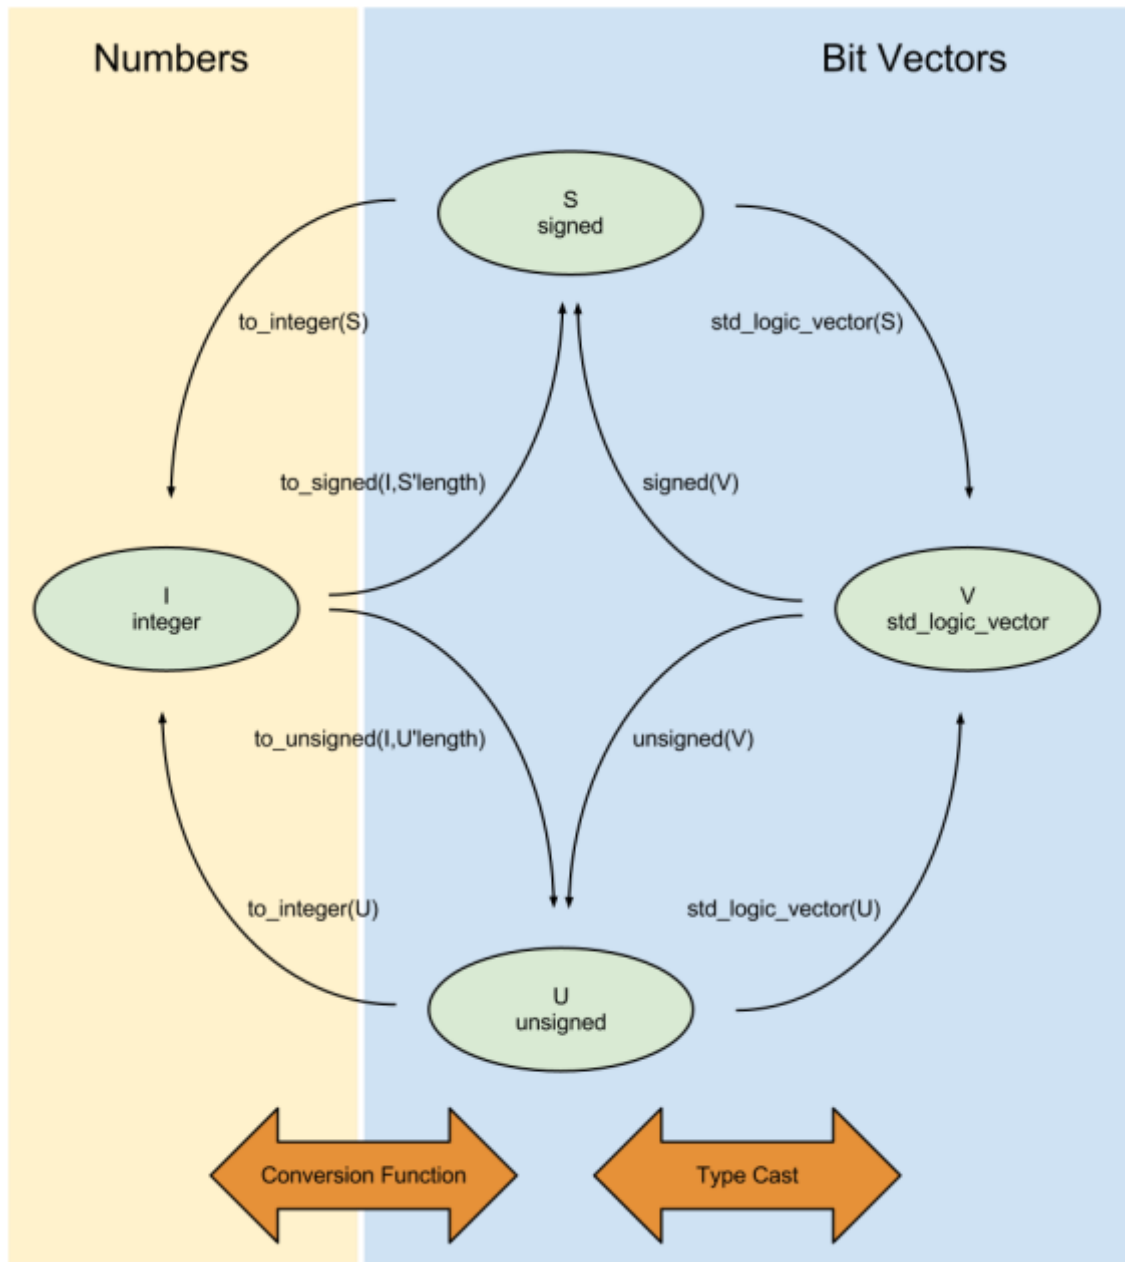 Numbers
Bit Vectors
S
signed
to_integer(S)
std_logic_vector(S)
to_signed(I,S'length)
signed(V)
I
integer
V
std_logic_vector
to_unsigned(I,U'length)
unsigned(V)
to_integer(U)
std_logic_vector(U)
U
unsigned
Conversion Function
Type Cast